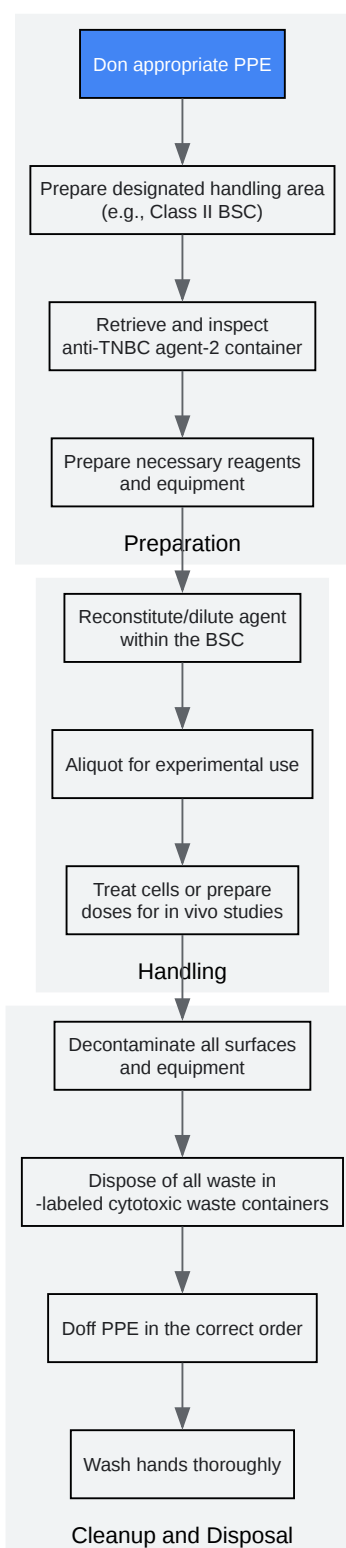 Don appropriate PPE
Prepare designated handling area
(e.g., Class II BSC)
Retrieve and inspect
anti-TNBC agent-2 container
Prepare necessary reagents
and equipment
Preparation
Reconstitute/dilute agent
within the BSC
Aliquot for experimental use
Treat cells or prepare
doses for in vivo studies
Handling
Decontaminate all surfaces
and equipment
Dispose of all waste in
-labeled cytotoxic waste containers
Doff PPE in the correct order
Wash hands thoroughly
Cleanup and Disposal